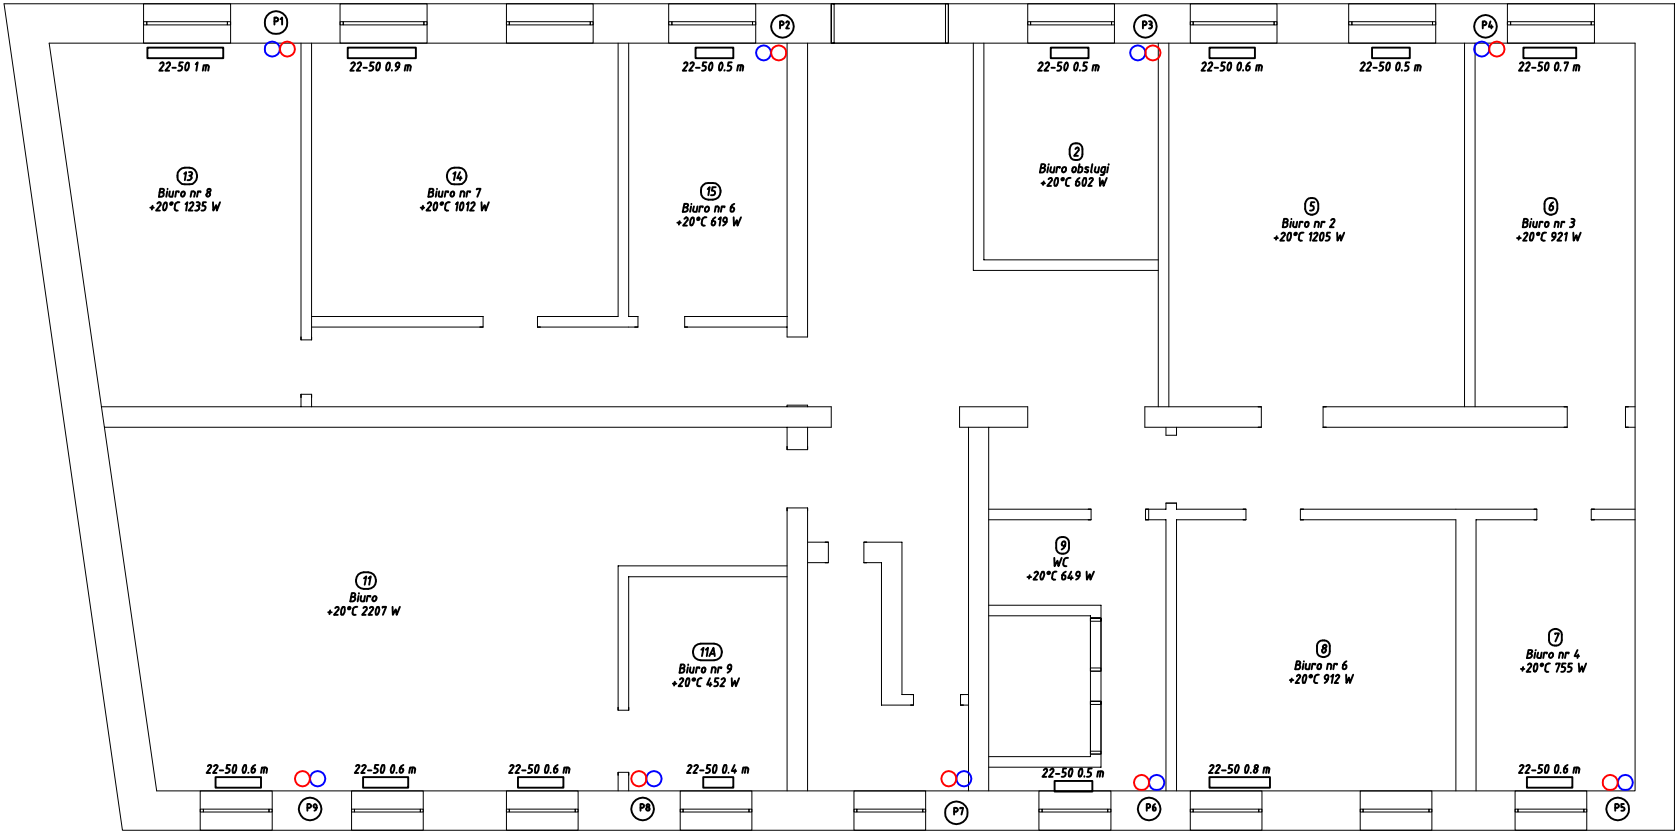 P1
P2
P3
P4
22-50 1 m
22-50 0.9 m
22-50 0.5 m
22-50 0.5 m
22-50 0.6 m
22-50 0.5 m
22-50 0.7 m
13
Biuro nr 8
+20°C 1235 W
14
Biuro nr 7
+20°C 1012 W
15
Biuro nr 6
+20°C 619 W
2
Biuro obslugi
+20°C 602 W
5
Biuro nr 2
+20°C 1205 W
6
Biuro nr 3
+20°C 921 W
11
Biuro
+20°C 2207 W
11A
Biuro nr 9
+20°C 452 W
9
WC
+20°C 649 W
8
Biuro nr 6
+20°C 912 W
7
Biuro nr 4
+20°C 755 W
22-50 0.6 m
22-50 0.6 m
22-50 0.6 m
22-50 0.4 m
22-50 0.5 m
22-50 0.8 m
22-50 0.6 m
P9
P8
P7
P6
P5